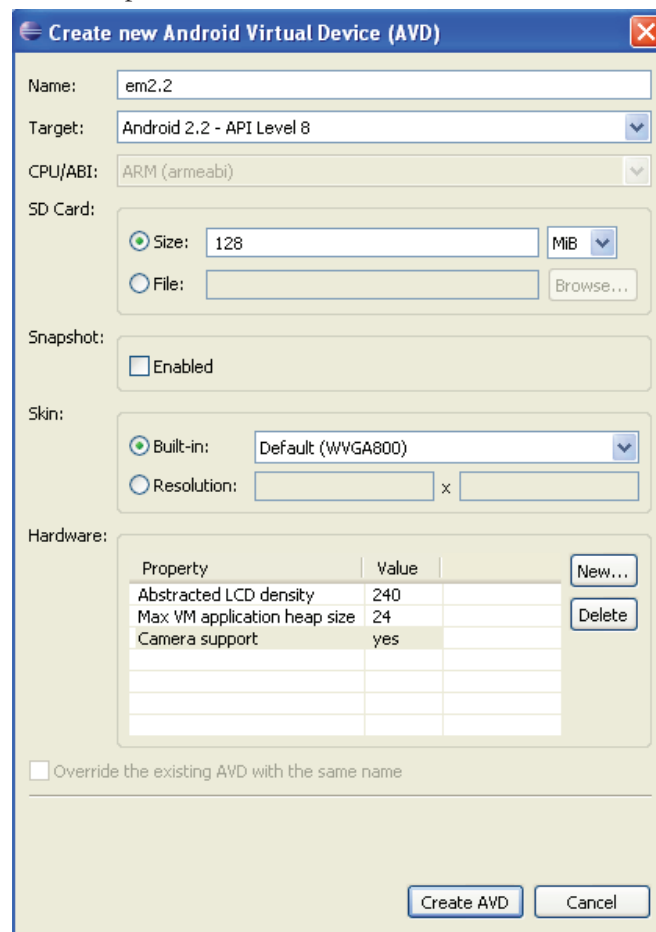 Create new Android Virtual Device (AVD)
Name: em2.2
Target: Android 2.2 - API Level 8
CPU/ABI: ARM (armeabi)
SD Card:
Size: 128 MiB
File: Browse...
Snapshot:
Enabled
Skin:
Built-in: Default (WVGA800)
Resolution: x
Hardware:
Property Value New...
Abstracted LCD density 240
Max VM application heap size 24 Delete
Camera support yes
Override the existing AVD with the same name
Create AVD Cancel